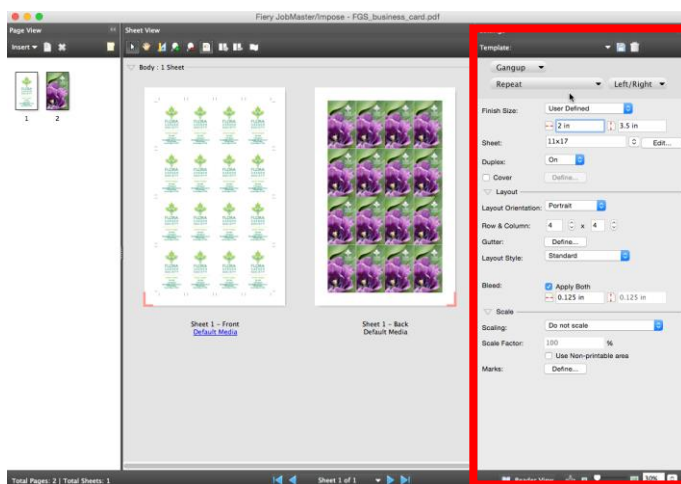 Fiery JobMaster/Impose - FGS_business_card.pdf
Page View
Insert
1
2
Total Pages: 2 | Total Sheets: 1
Sheet View
Body : 1 Sheet
FLORA
Sheet 1 - Front
Default Media
Sheet 1 - Back
Default Media
Sheet 1 of 1
Template:
Gangup
Repeat
Left/Right
Finish Size:
User Defined
2 in
3.5 in
Sheet:
11x17
Edit...
Duplex:
On
Cover
Define...
Layout
Layout Orientation:
Portrait
Row & Column:
4 x 4
Gutter:
Define...
Layout Style:
Standard
Bleed:
Apply Both
0.125 in
0.125 in
Scale
Scaling:
Do not scale
Scale Factor:
100 %
Use Non-printable area
Marks:
Define...
Reader View
30%